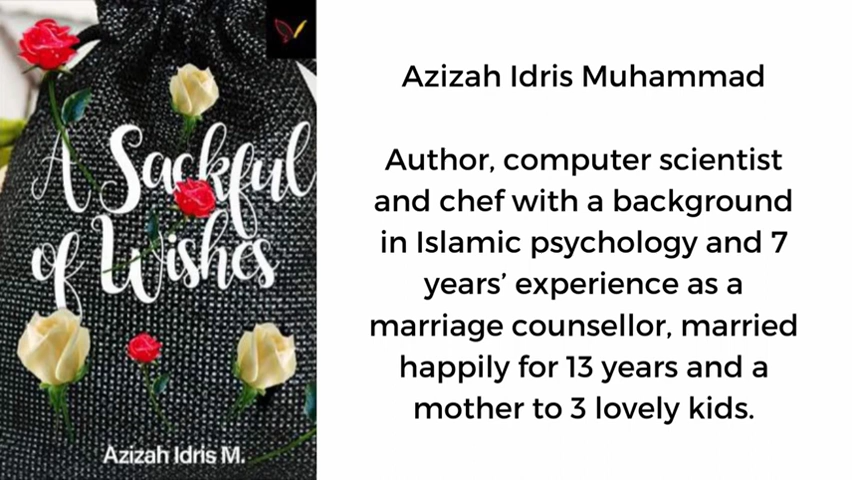 A Sackful
of Wishes
Azizah Idris M.
Azizah Idris Muhammad
Author, computer scientist
and chef with a background
in Islamic psychology and 7
years’ experience as a
marriage counsellor, married
happily for 13 years and a
mother to 3 lovely kids.